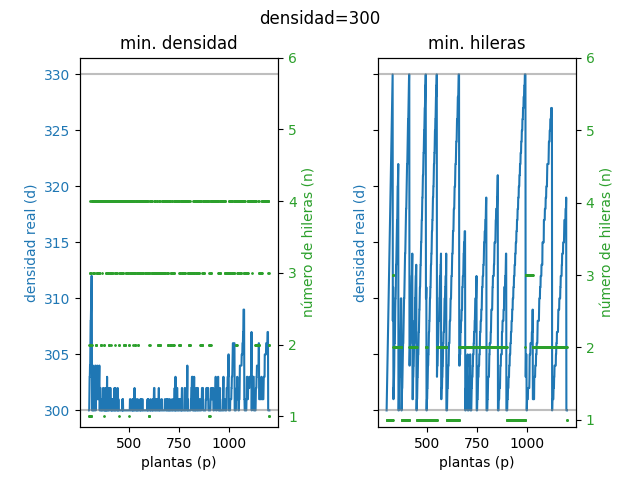 densidad=300
min. densidad
min. hileras
330
325
320
315
310
305
300
densidad real (d)
6
5
4
3
2
1
número de hileras (n)
500
750
1000
plantas (p)
densidad real (d)
6
5
4
3
2
1
número de hileras (n)
500
750
1000
plantas (p)